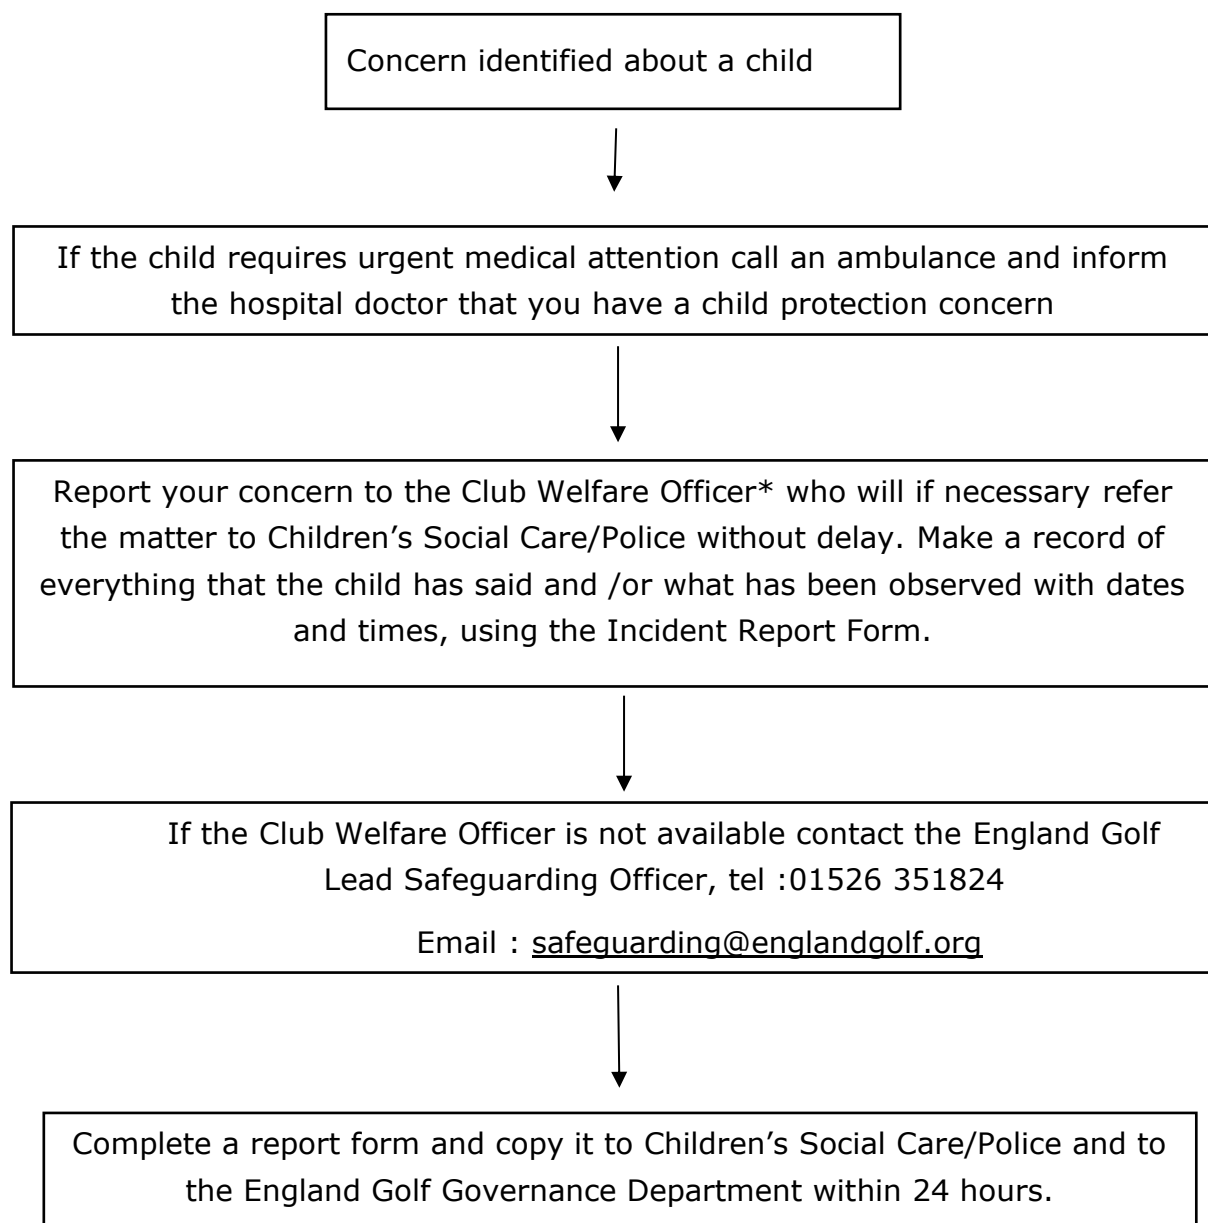 Concern identified about a child
If the child requires urgent medical attention call an ambulance and inform
the hospital doctor that you have a child protection concern
Report your concern to the Club Welfare Officer* who will if necessary refer
the matter to Children’s Social Care/Police without delay. Make a record of
everything that the child has said and /or what has been observed with dates
and times, using the Incident Report Form.
If the Club Welfare Officer is not available contact the England Golf
Lead Safeguarding Officer, tel :01526 351824
Email : safeguarding@englandgolf.org
Complete a report form and copy it to Children’s Social Care/Police and to
the England Golf Governance Department within 24 hours.